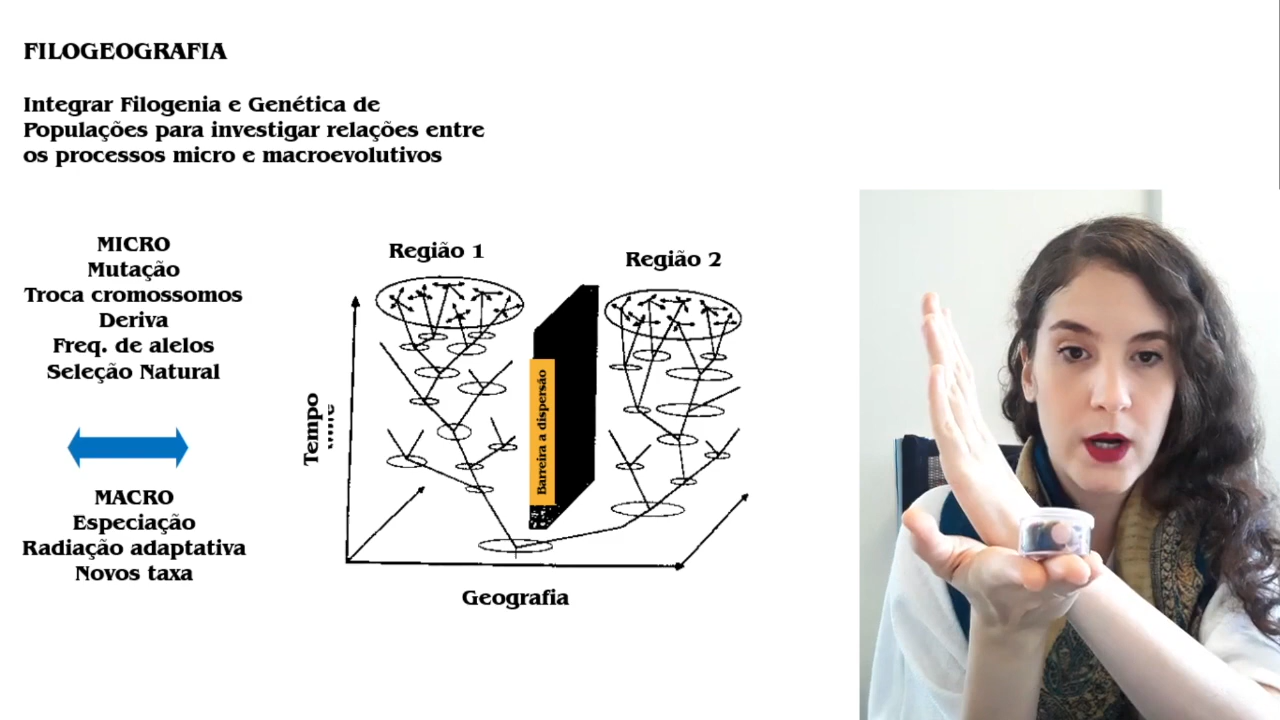 FILOGEOGRAFIA
Integrar Filogenia e Genética de
Populações para investigar relações entre
os processos micro e macroevolutivos
MICRO
Mutação
Troca cromossomos
Deriva
Freq. de alelos
Seleção Natural
MACRO
Especiação
Radiação adaptativa
Novos taxa
Região 1
Região 2
Barreira a dispersão
Tempo
Geografia